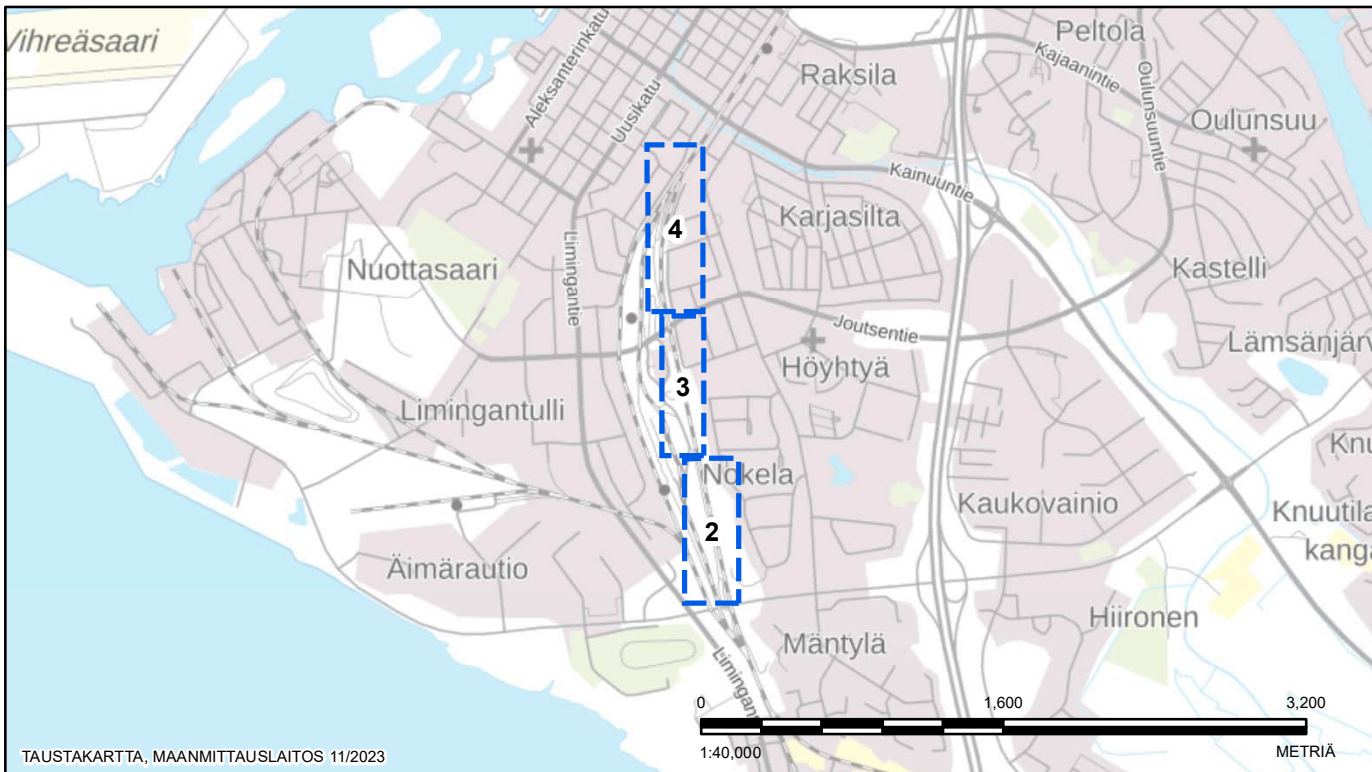 Vihreäsaari
Aleksanterinkatu
Uusikatu
Raksila
Peltola
Kajaanintie
Oulunsuuntie
Oulunsuu
Kainuuntie
Karjasilta
4
Limingantie
Nuottasaari
Kastelli
Joutsentie
Höyhtyä
Lämsänjärv
3
Limingantulli
Nokela
Knu
Kaukovainio
Knuutila
kanga
2
Äimärautio
Hiironen
Mäntylä
Limingant
0 1,600 3,200
1:40,000 METRIÄ
TAUSTAKARTTA, MAANMITTAUSLAITOS 11/2023